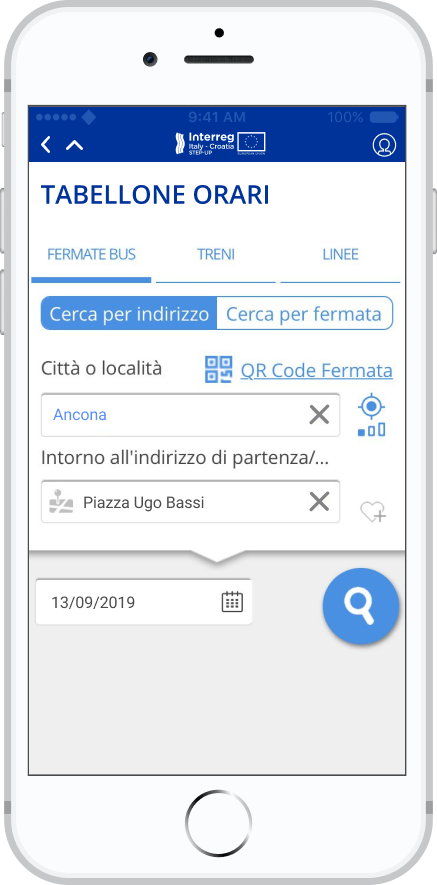 9:41 AM
100%
Interreg
Italy - Croatia
STEP-UP
EUROPEAN UNION
TABELLONE ORARI
FERMATE BUS
TRENI
LINEE
Cerca per indirizzo
Cerca per fermata
Città o località
QR Code Fermata
Ancona
Intorno all'indirizzo di partenza/...
Piazza Ugo Bassi
13/09/2019